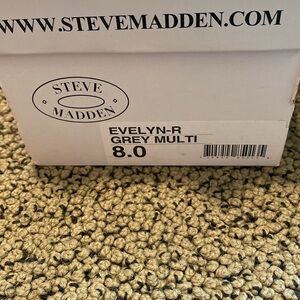 WWW.STEVEMADDEN.COM
STEVE
MADDEN
EVELYN-R
GREY MULTI
8.0